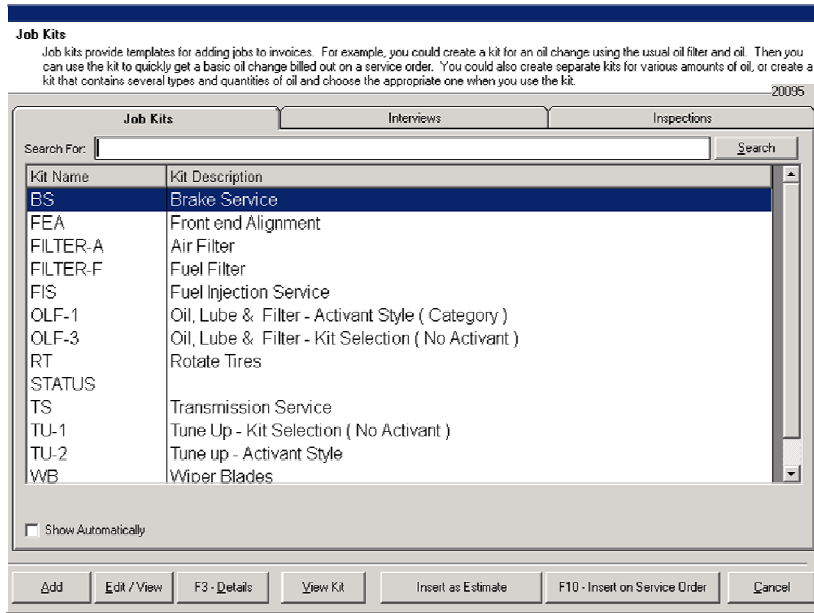 Job Kits
Job kits provide templates for adding jobs to invoices. For example, you could create a kit for an oil change using the usual oil filter and oil. Then you
can use the kit to quickly get a basic oil change billed out on a service order. You could also create separate kits for various amounts of oil, or create a
kit that contains several types and quantities of oil and choose the appropriate one when you use the kit.
20095
Job Kits Interviews Inspections
Search For: Search
Kit Name Kit Description
BS Brake Service
FEA Front end Alignment
FILTER-A Air Filter
FILTER-F Fuel Filter
FIS Fuel Injection Service
OLF-1 Oil, Lube & Filter - Activant Style ( Category )
OLF-3 Oil, Lube & Filter - Kit Selection ( No Activant )
RT Rotate Tires
STATUS
TS Transmission Service
TU-1 Tune Up - Kit Selection ( No Activant )
TU-2 Tune up - Activant Style
WB Wiper Blades
Show Automatically
Add Edit / View F3 - Details View Kit Insert as Estimate F10 - Insert on Service Order Cancel